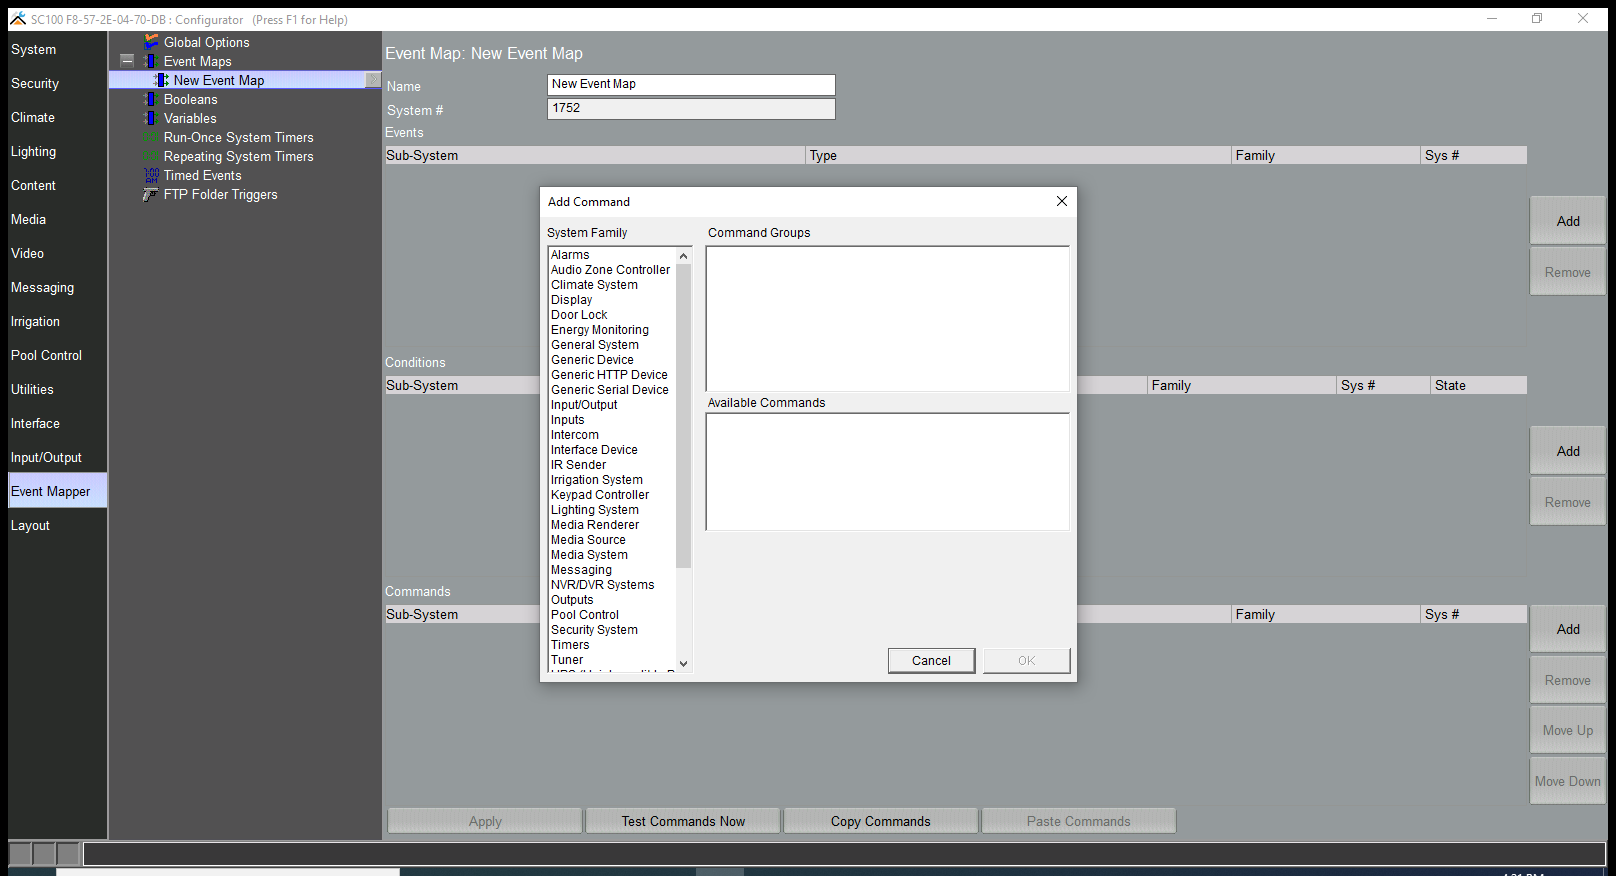 SC100 F8-57-2E-04-70-DB : Configurator (Press F1 for Help)
System
Security
Climate
Lighting
Content
Media
Video
Messaging
Irrigation
Pool Control
Utilities
Interface
Input/Output
Event Mapper
Layout
Global Options
Event Maps
New Event Map
Booleans
Variables
Run-Once System Timers
Repeating System Timers
Timed Events
FTP Folder Triggers
Event Map: New Event Map
Name New Event Map
System # 1752
Events
Sub-System Type Family Sys #
Add
Remove
Conditions
Sub-System Family Sys # State
Add
Remove
Commands
Sub-System Family Sys #
Add
Remove
Move Up
Move Down
Add Command
System Family
Alarms
Audio Zone Controller
Climate System
Display
Door Lock
Energy Monitoring
General System
Generic Device
Generic HTTP Device
Generic Serial Device
Input/Output
Inputs
Intercom
Interface Device
IR Sender
Irrigation System
Keypad Controller
Lighting System
Media Renderer
Media Source
Media System
Messaging
NVR/DVR Systems
Outputs
Pool Control
Security System
Timers
Tuner
Command Groups
Available Commands
Cancel OK
Apply Test Commands Now Copy Commands Paste Commands